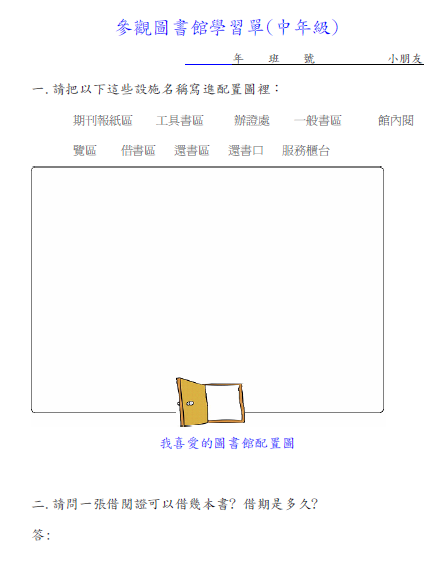 參觀圖書館學習單(中年級)
年 班 號 小朋友
一.請把以下這些設施名稱寫進配置圖裡：
期刊報紙區 工具書區 辦證處 一般書區 館內閱
覽區 借書區 還書區 還書口 服務櫃台
我喜愛的圖書館配置圖
二.請問一張借閱證可以借幾本書? 借期是多久?
答: